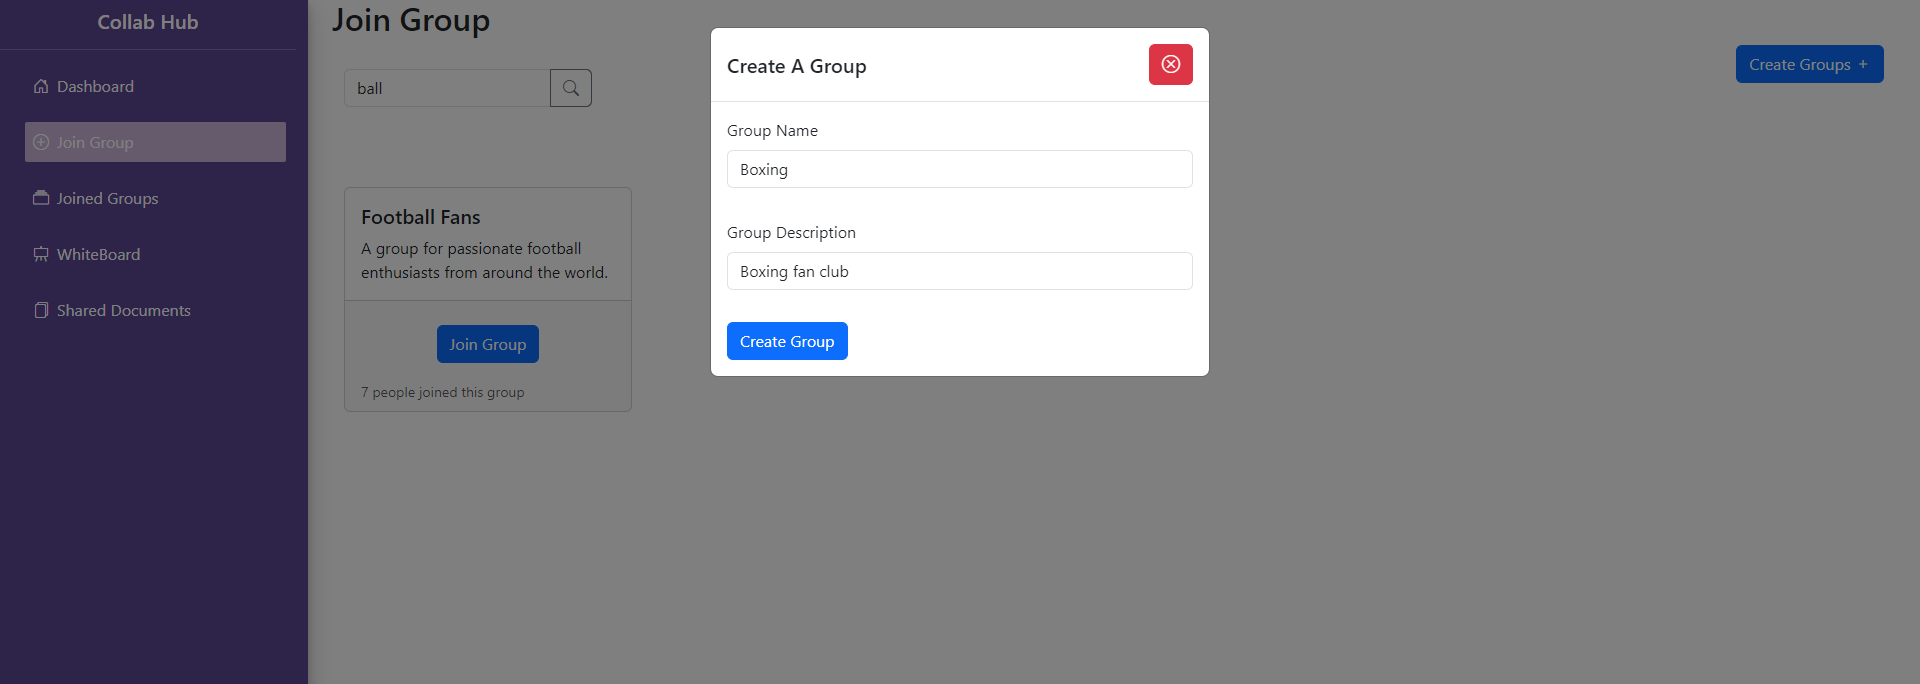 Collab Hub
Dashboard
Join Group
Joined Groups
WhiteBoard
Shared Documents
Join Group
ball
Create Groups +
Football Fans
A group for passionate football
enthusiasts from around the world.
Join Group
7 people joined this group
Create A Group
Group Name
Boxing
Group Description
Boxing fan club
Create Group